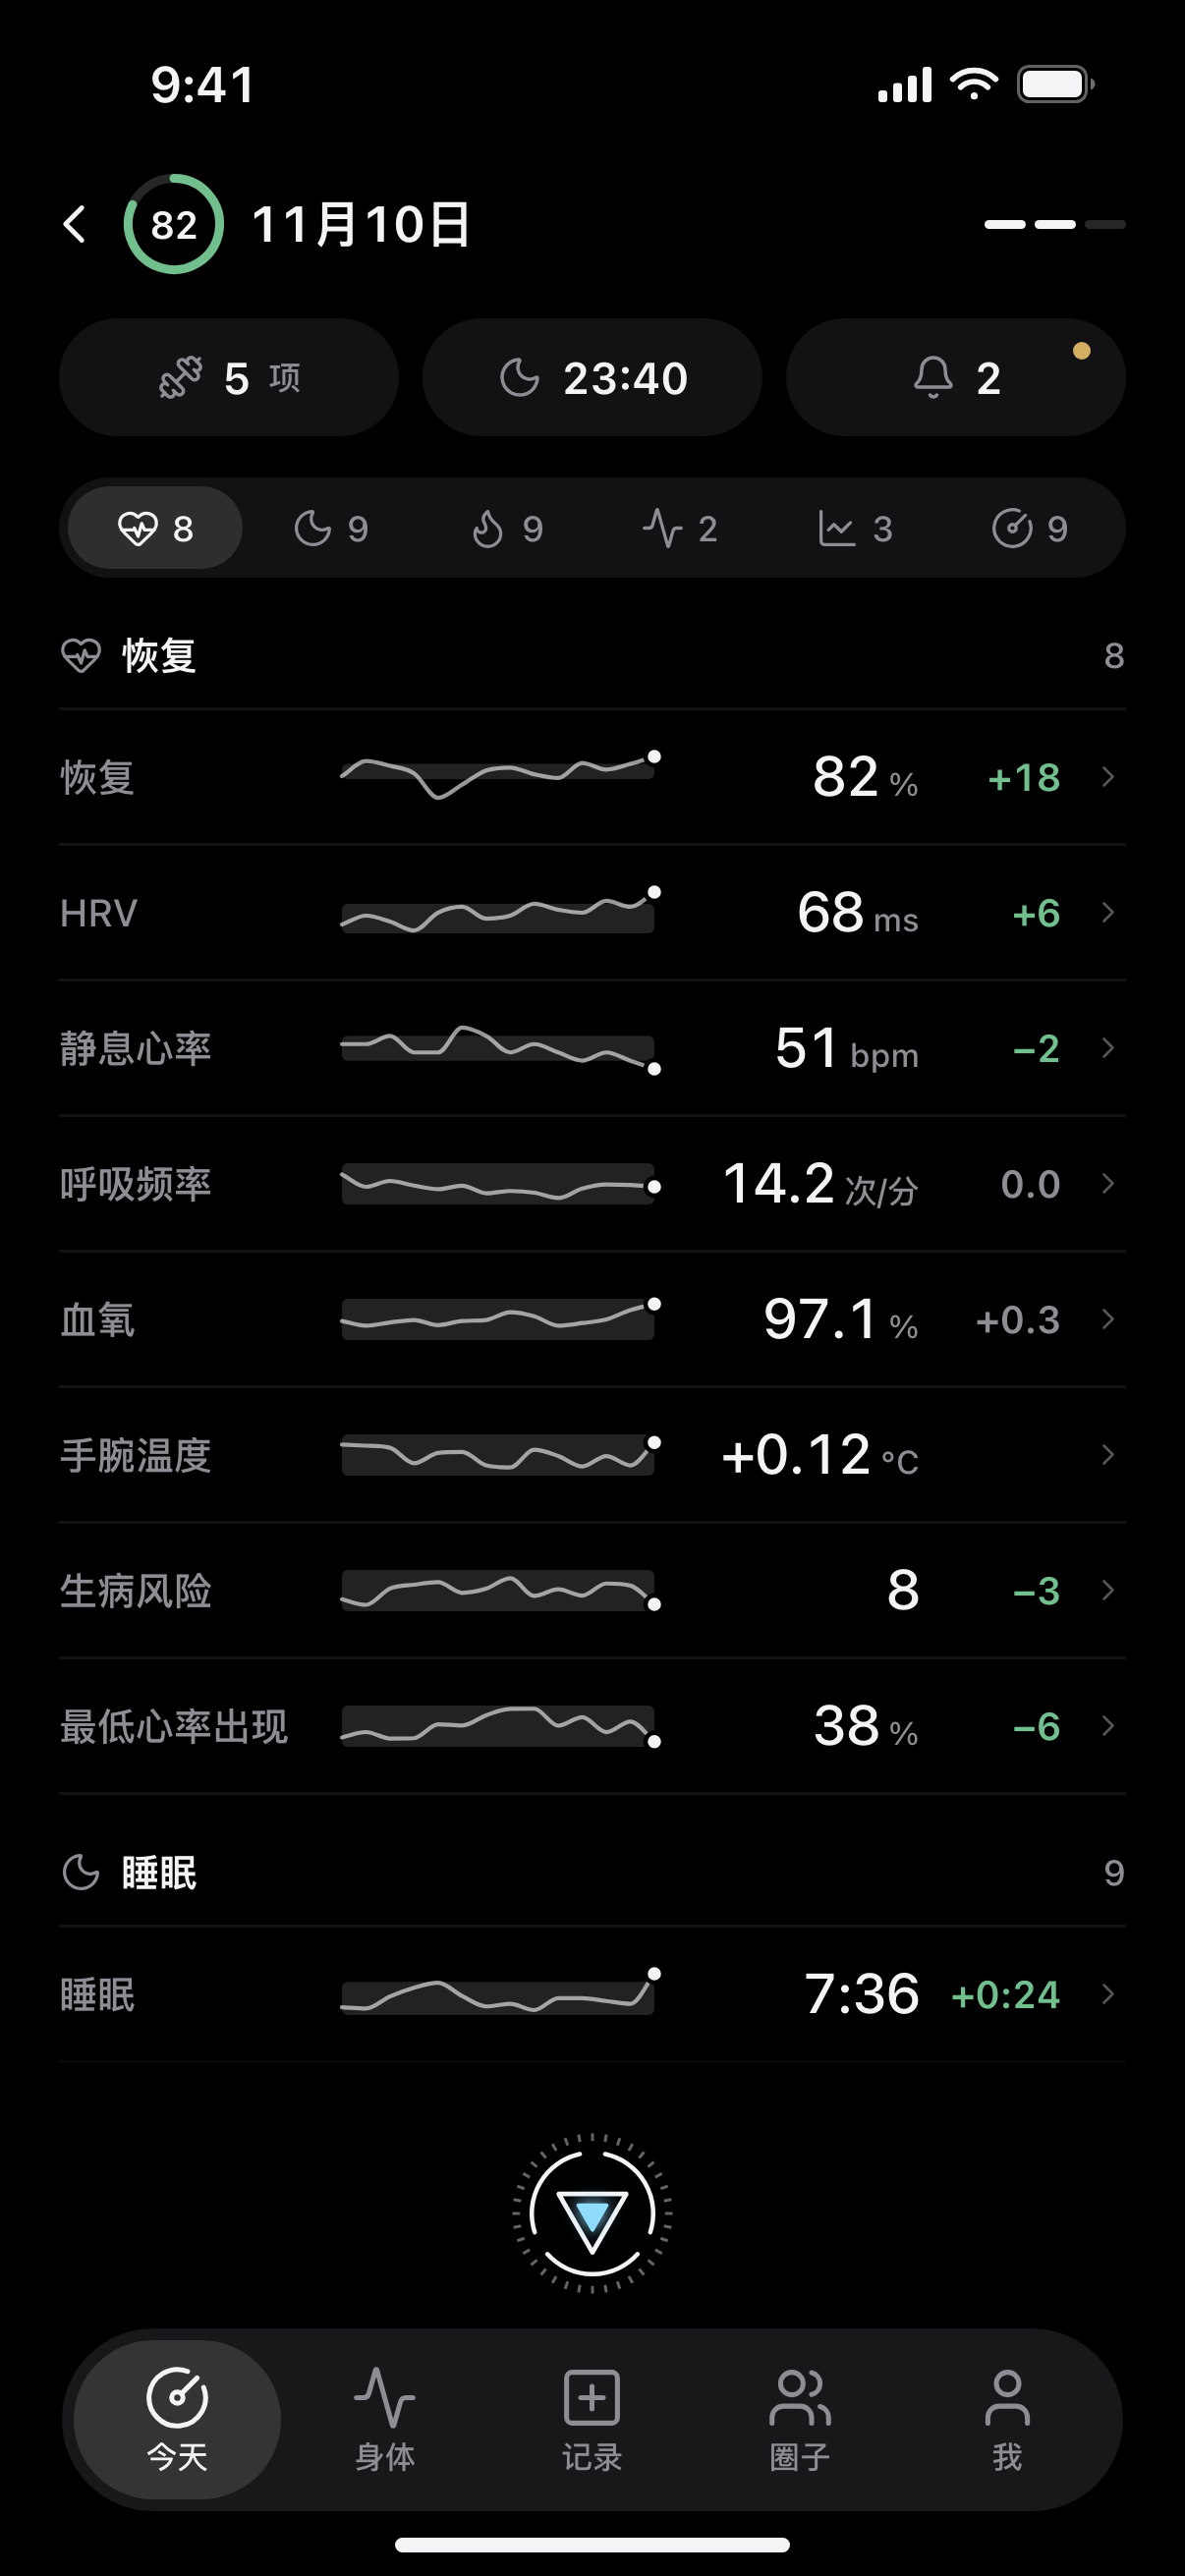 9:41
82 11月10日
5 项 23:40 2
8 9 9 2 3 9
恢复 8
恢复 82 % +18
HRV 68 ms +6
静息心率 51 bpm −2
呼吸频率 14.2 次/分 0.0
血氧 97.1 % +0.3
手腕温度 +0.12 °C
生病风险 8 −3
最低心率出现 38 % −6
睡眠 9
睡眠 7:36 +0:24
今天 身体 记录 圈子 我